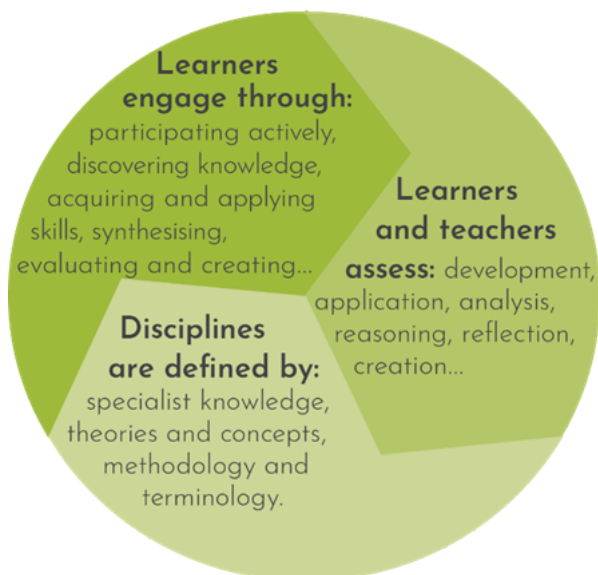 Learners
engage through:
participating actively,
discovering knowledge,
acquiring and applying
skills, synthesising,
evaluating and creating...
Learners
and teachers
assess: development,
application, analysis,
reasoning, reflection,
creation...
Disciplines
are defined by:
specialist knowledge,
theories and concepts,
methodology and
terminology.